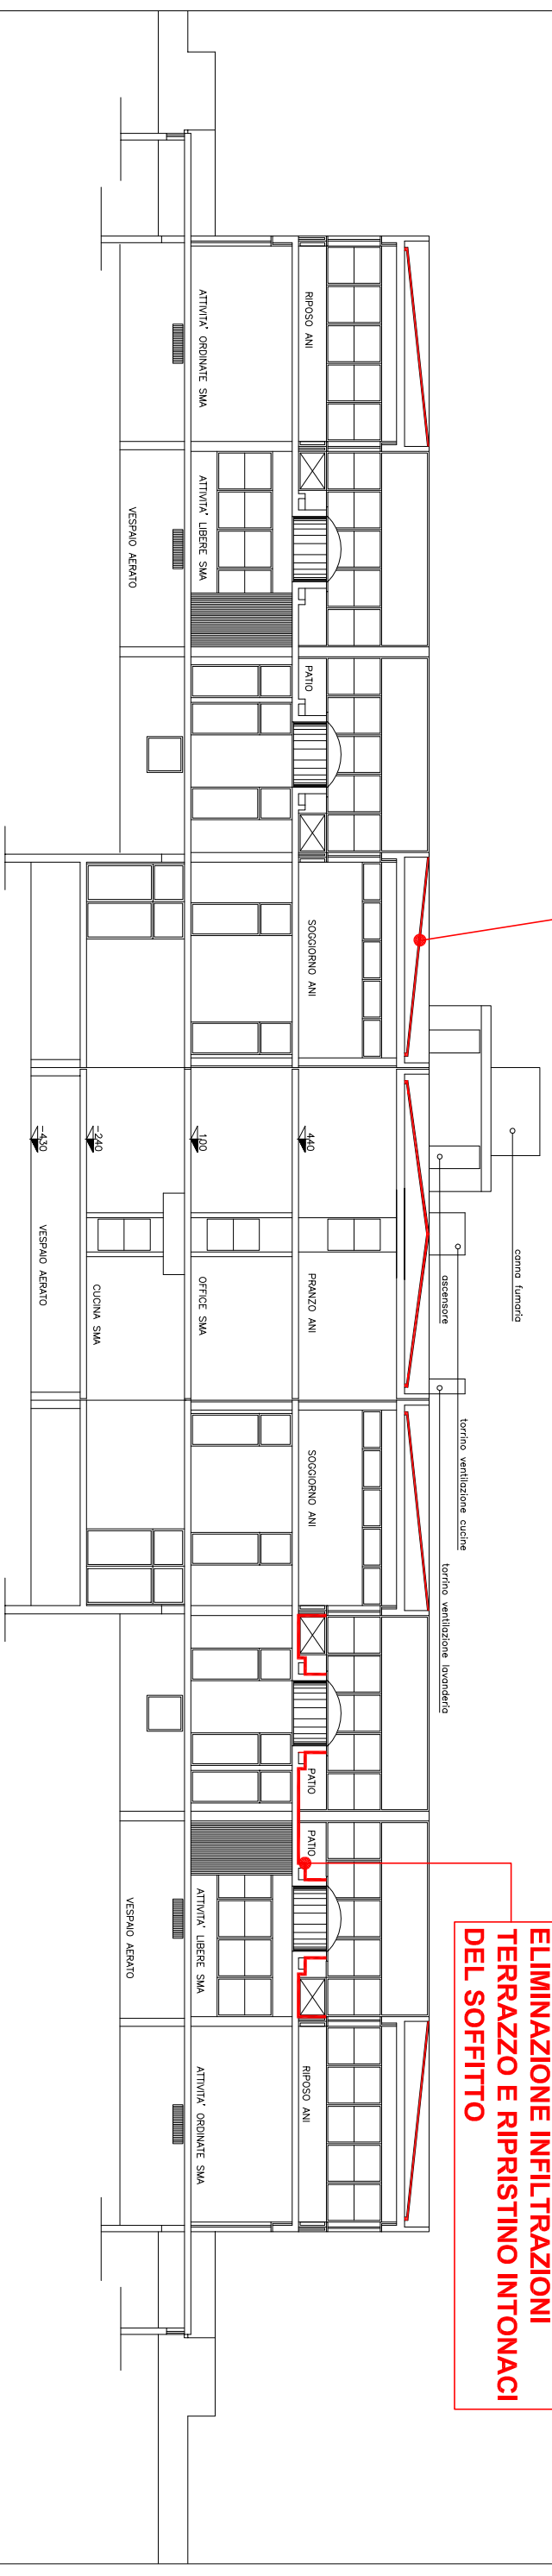 ELIMINAZIONE INFILTRAZIONI
TERRAZZO E RIPRISTINO INTONACI
DEL SOFFITTO
canna fumaria
ascensore
torrino ventilazione cucine
torrino ventilazione lavanderia
RIPOSO ANI
PATIO
SOGGIORNO ANI
440
PRANZO ANI
SOGGIORNO ANI
PATIO
PATIO
RIPOSO ANI
ATTIVITA' ORDINATE SMA
ATTIVITA' LIBERE SMA
100
OFFICE SMA
ATTIVITA' LIBERE SMA
ATTIVITA' ORDINATE SMA
VESPAIO AERATO
-240
CUCINA SMA
VESPAIO AERATO
-430
VESPAIO AERATO